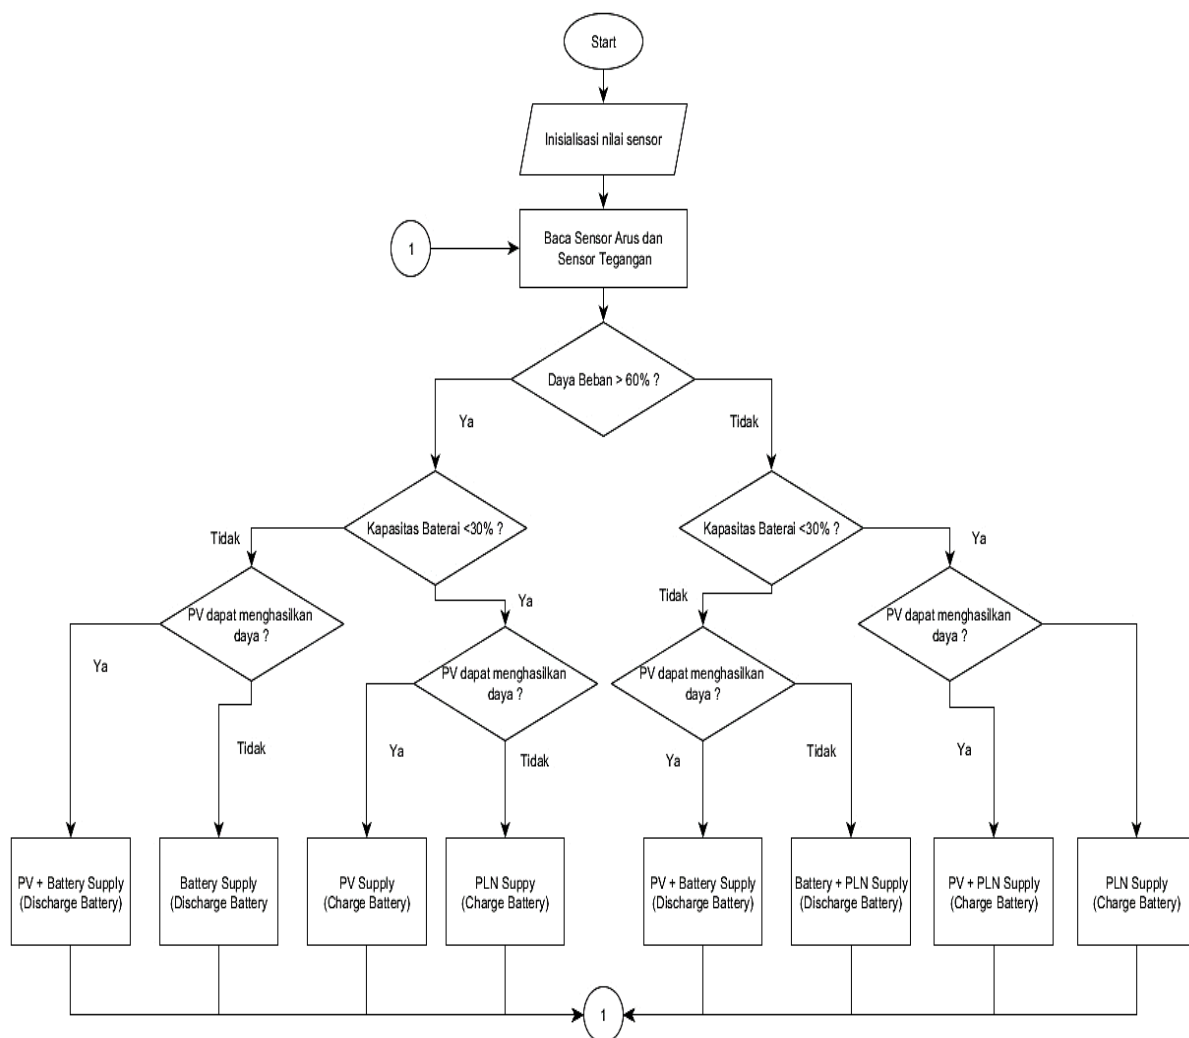 Start
Inisialisasi nilai sensor
1
Baca Sensor Arus dan
Sensor Tegangan
Daya Beban > 60% ?
Ya
Tidak
Kapasitas Baterai <30% ?
Kapasitas Baterai <30% ?
Tidak
Ya
Tidak
Ya
PV dapat menghasilkan
daya ?
PV dapat menghasilkan
daya ?
PV dapat menghasilkan
daya ?
PV dapat menghasilkan
daya ?
Ya
Tidak
Ya
Tidak
Ya
Tidak
Ya
PV + Battery Supply
(Discharge Battery)
Battery Supply
(Discharge Battery
PV Supply
(Charge Battery)
PLN Suppy
(Charge Battery)
PV + Battery Supply
(Discharge Battery)
Battery + PLN Supply
(Discharge Battery)
PV + PLN Supply
(Charge Battery)
PLN Supply
(Charge Battery)
1